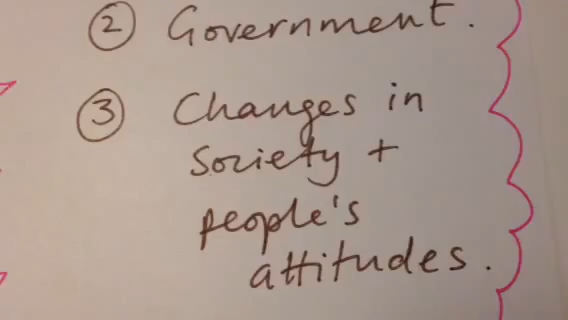 ② Government.
③ Changes in
Society +
people's
attitudes.